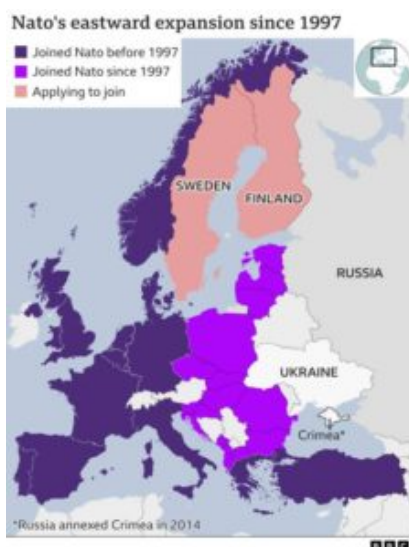 Nato's eastward expansion since 1997
Joined Nato before 1997
Joined Nato since 1997
Applying to join
SWEDEN
FINLAND
RUSSIA
UKRAINE
Crimea*
*Russia annexed Crimea in 2014
BBC